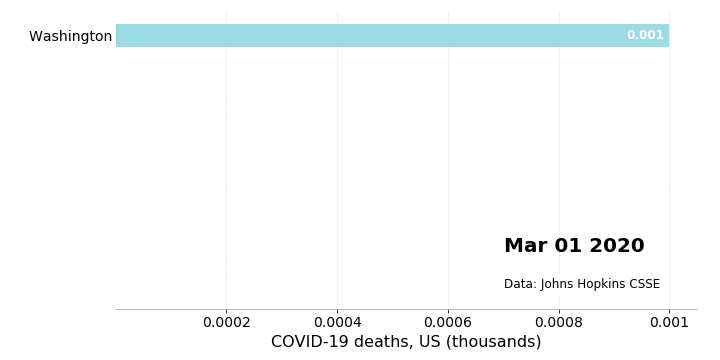 Washington
0.001
Mar 01 2020
Data: Johns Hopkins CSSE
0.0002 0.0004 0.0006 0.0008 0.001
COVID-19 deaths, US (thousands)